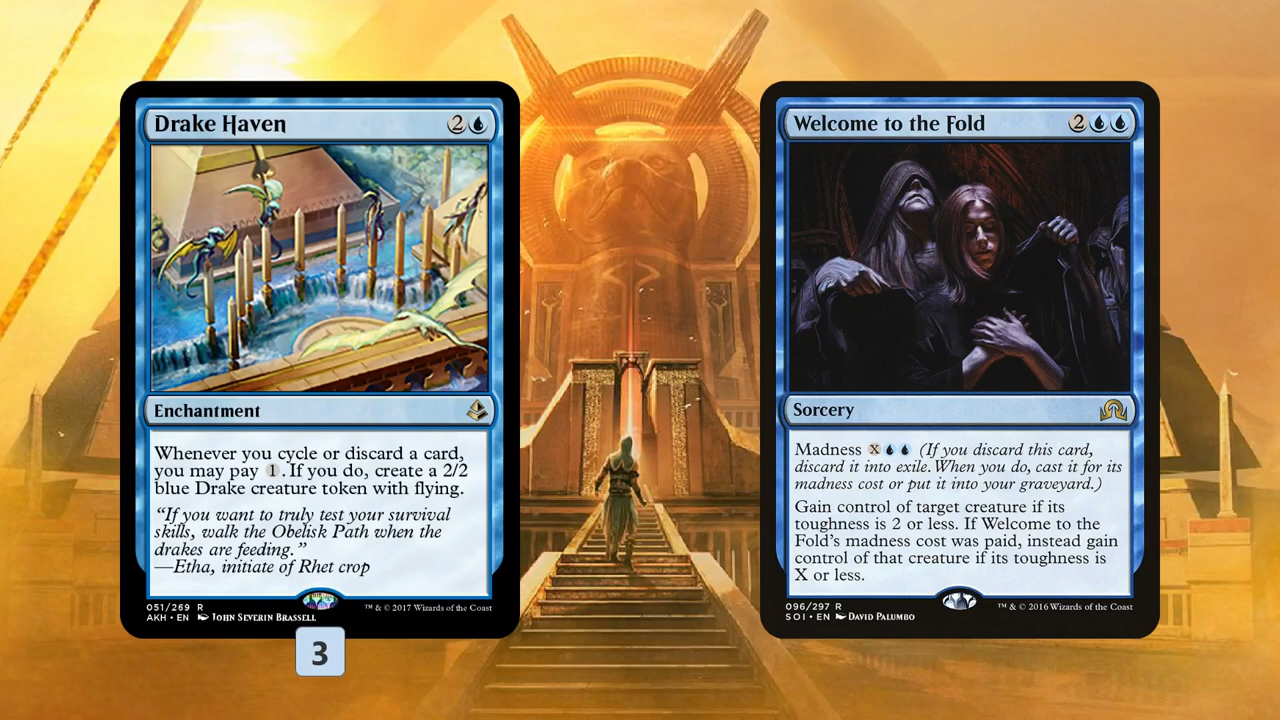 Drake Haven 2
Enchantment
Whenever you cycle or discard a card,
you may pay 1. If you do, create a 2/2
blue Drake creature token with flying.
“If you want to truly test your survival
skills, walk the Obelisk Path when the
drakes are feeding.”
—Etha, initiate of Rhet crop
051/269 R
AKH • EN JOHN SEVERIN BRASSELL
™ & © 2017 Wizards of the Coast
3
Welcome to the Fold 2
Sorcery
Madness X (If you discard this card,
discard it into exile. When you do, cast it for its
madness cost or put it into your graveyard.)
Gain control of target creature if its
toughness is 2 or less. If Welcome to the
Fold’s madness cost was paid, instead gain
control of that creature if its toughness is
X or less.
096/297 R
SOI • EN DAVID PALUMBO
™ & © 2016 Wizards of the Coast